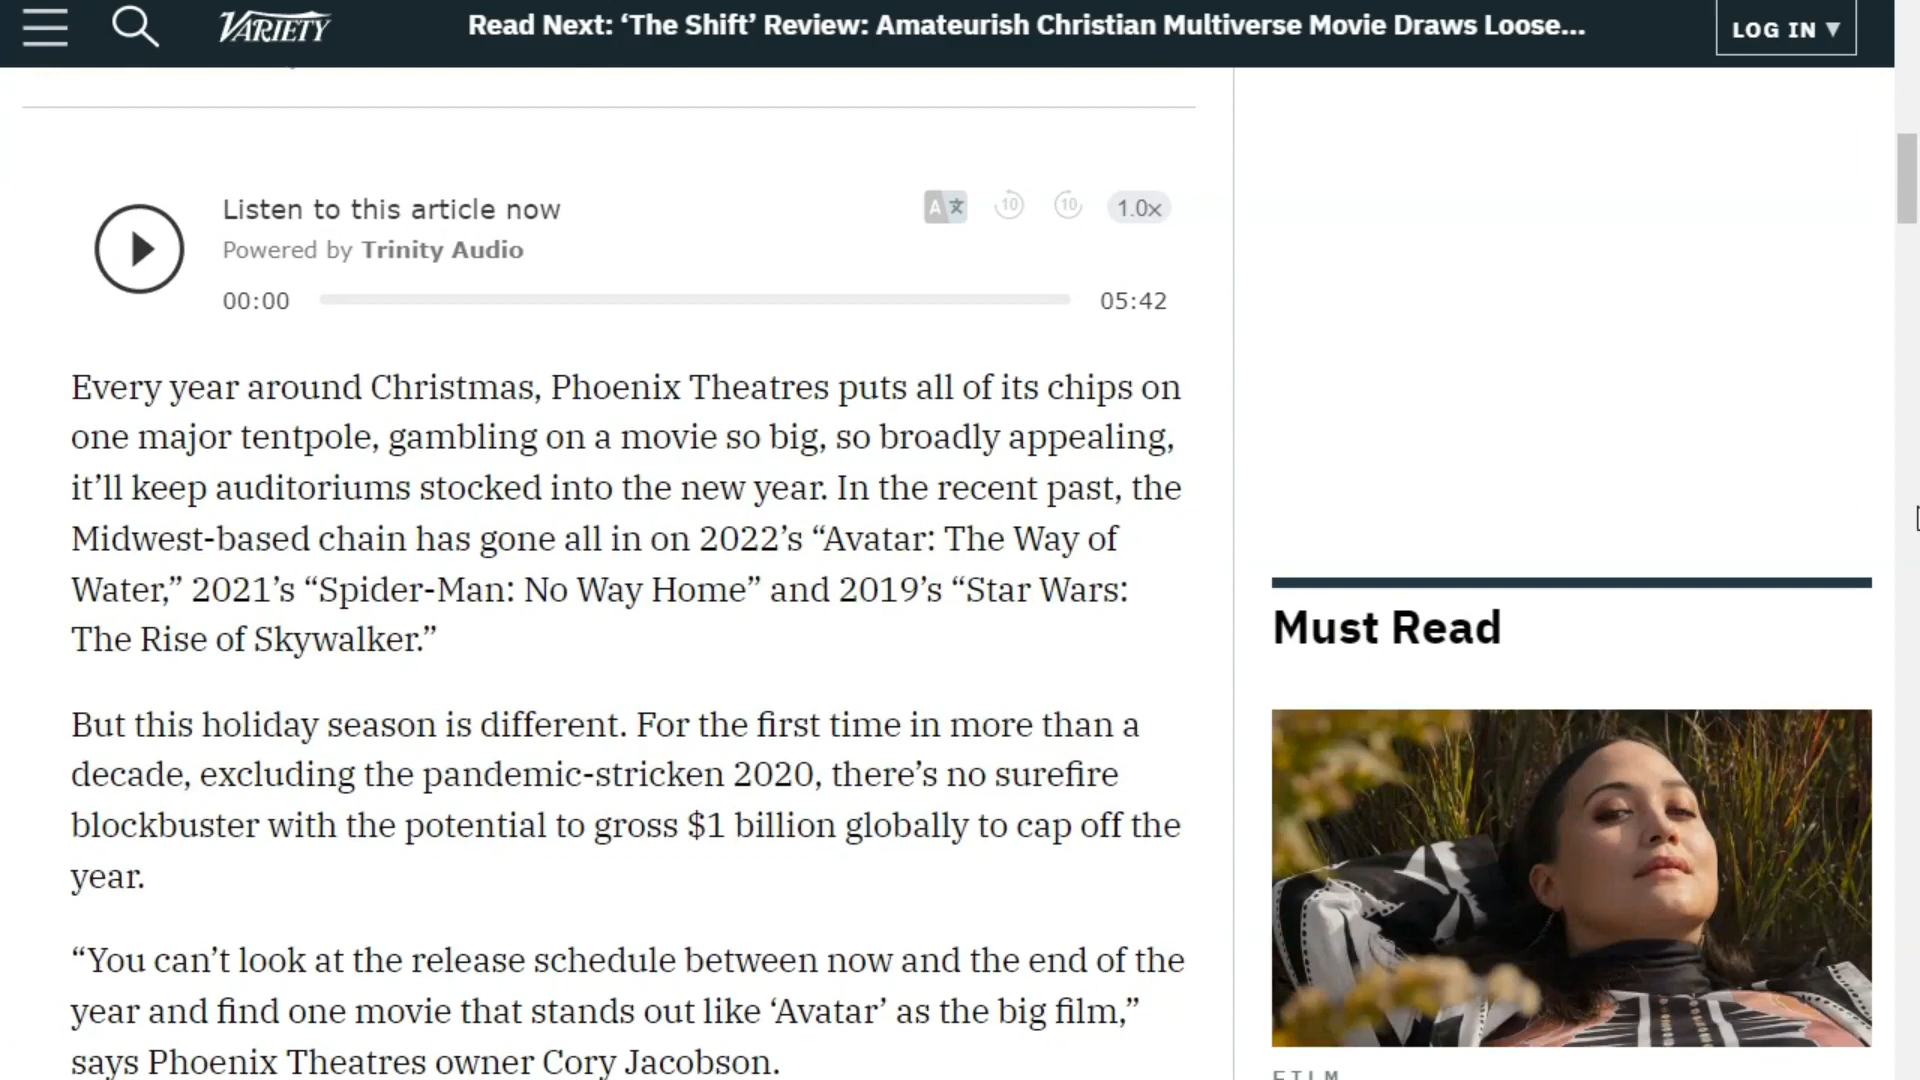 VARIETY
Read Next: ‘The Shift’ Review: Amateurish Christian Multiverse Movie Draws Loose...
LOG IN ▼
Listen to this article now
Powered by Trinity Audio
A文
10
10
1.0x
00:00
05:42
Every year around Christmas, Phoenix Theatres puts all of its chips on
one major tentpole, gambling on a movie so big, so broadly appealing,
it’ll keep auditoriums stocked into the new year. In the recent past, the
Midwest-based chain has gone all in on 2022’s “Avatar: The Way of
Water,” 2021’s “Spider-Man: No Way Home” and 2019’s “Star Wars:
The Rise of Skywalker.”
But this holiday season is different. For the first time in more than a
decade, excluding the pandemic-stricken 2020, there’s no surefire
blockbuster with the potential to gross $1 billion globally to cap off the
year.
“You can’t look at the release schedule between now and the end of the
year and find one movie that stands out like ‘Avatar’ as the big film,”
says Phoenix Theatres owner Cory Jacobson.
Must Read
FILM